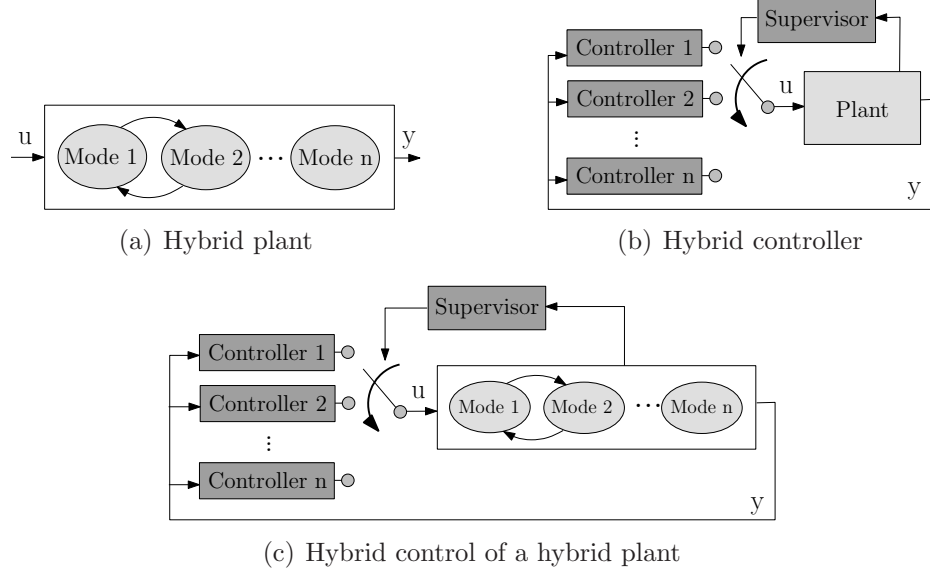 u
Mode 1
Mode 2
...
Mode n
y
(a) Hybrid plant
Supervisor
Controller 1
Controller 2
...
Controller n
u
Plant
y
(b) Hybrid controller
Supervisor
Controller 1
Controller 2
...
Controller n
u
Mode 1
Mode 2
...
Mode n
y
(c) Hybrid control of a hybrid plant